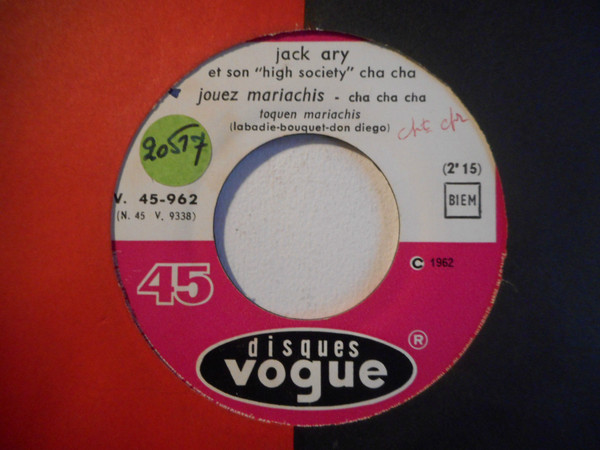 jack ary
et son "high society" cha cha
jouez mariachis - cha cha cha
toquen mariachis
(labadie-bouquet-don diego)
20517
(2'15)
V. 45-962
BIEM
(N. 45 V. 9338)
45
C 1962
disques
vogue
R